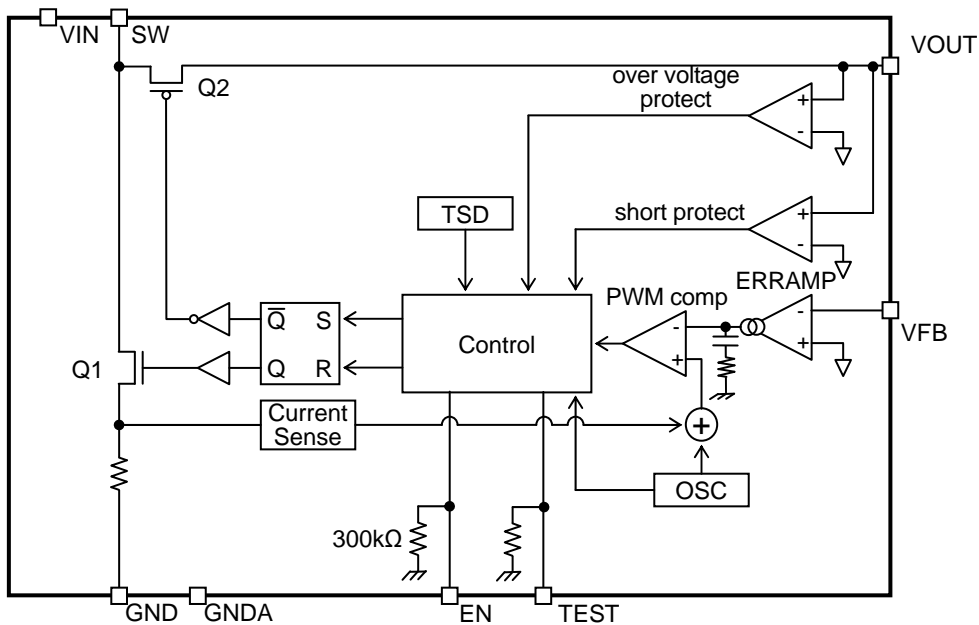 VIN
SW
VOUT
Q2
over voltage
protect
+
-
TSD
short protect
+
-
ERRAMP
PWM comp
Q̅
S
Control
-
+
-
+
VFB
Q1
Q
R
Current
Sense
+
OSC
300kΩ
GND
GNDA
EN
TEST